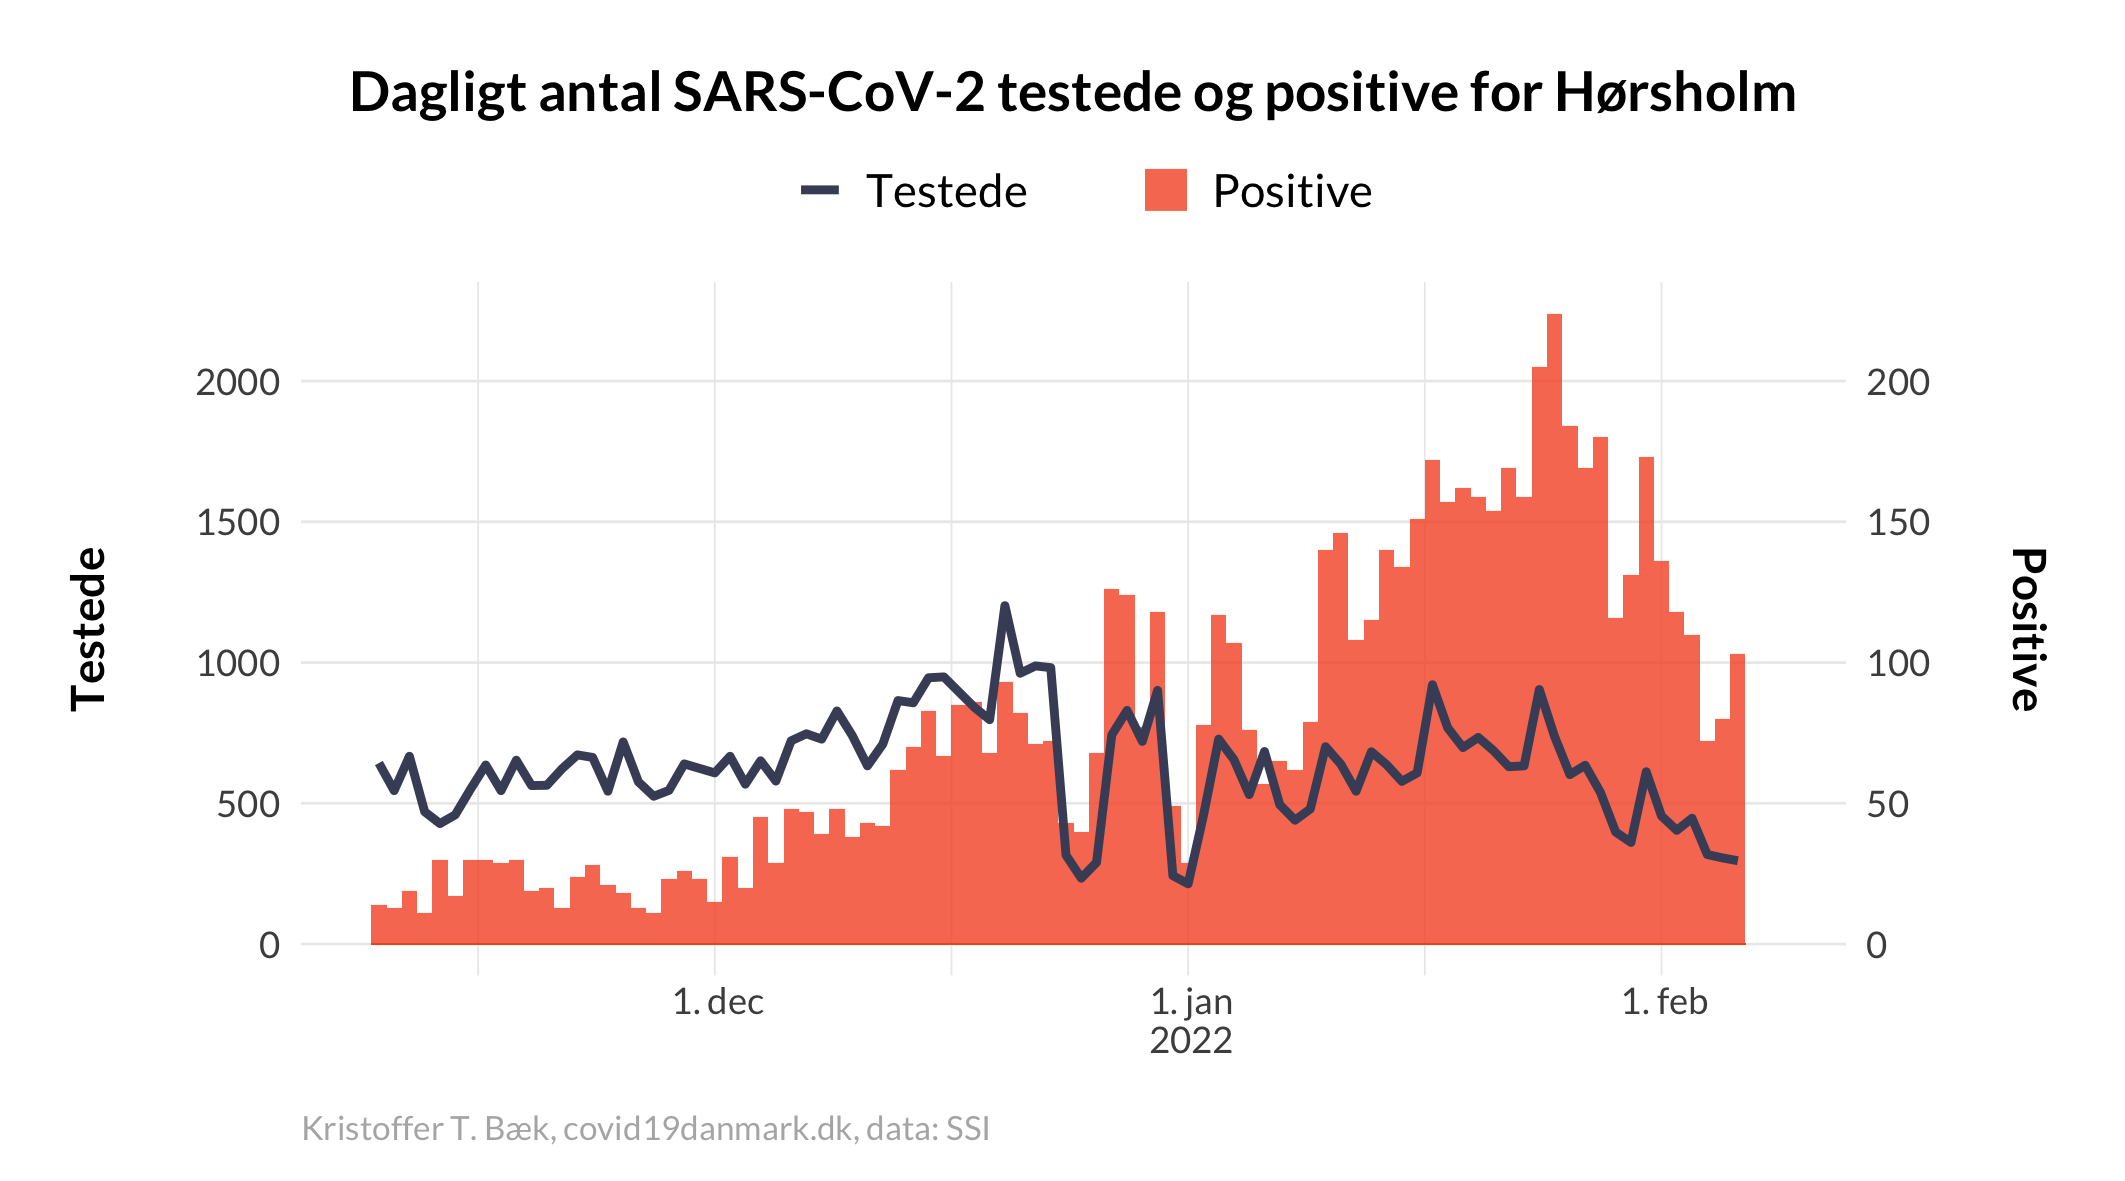 Dagligt antal SARS-CoV-2 testede og positive for Hørsholm
Testede
Positive
2000
1500
1000
500
0
Testede
200
150
100
50
0
Positive
1. dec
1. jan
2022
1. feb
Kristoffer T. Bæk, covid19danmark.dk, data: SSI